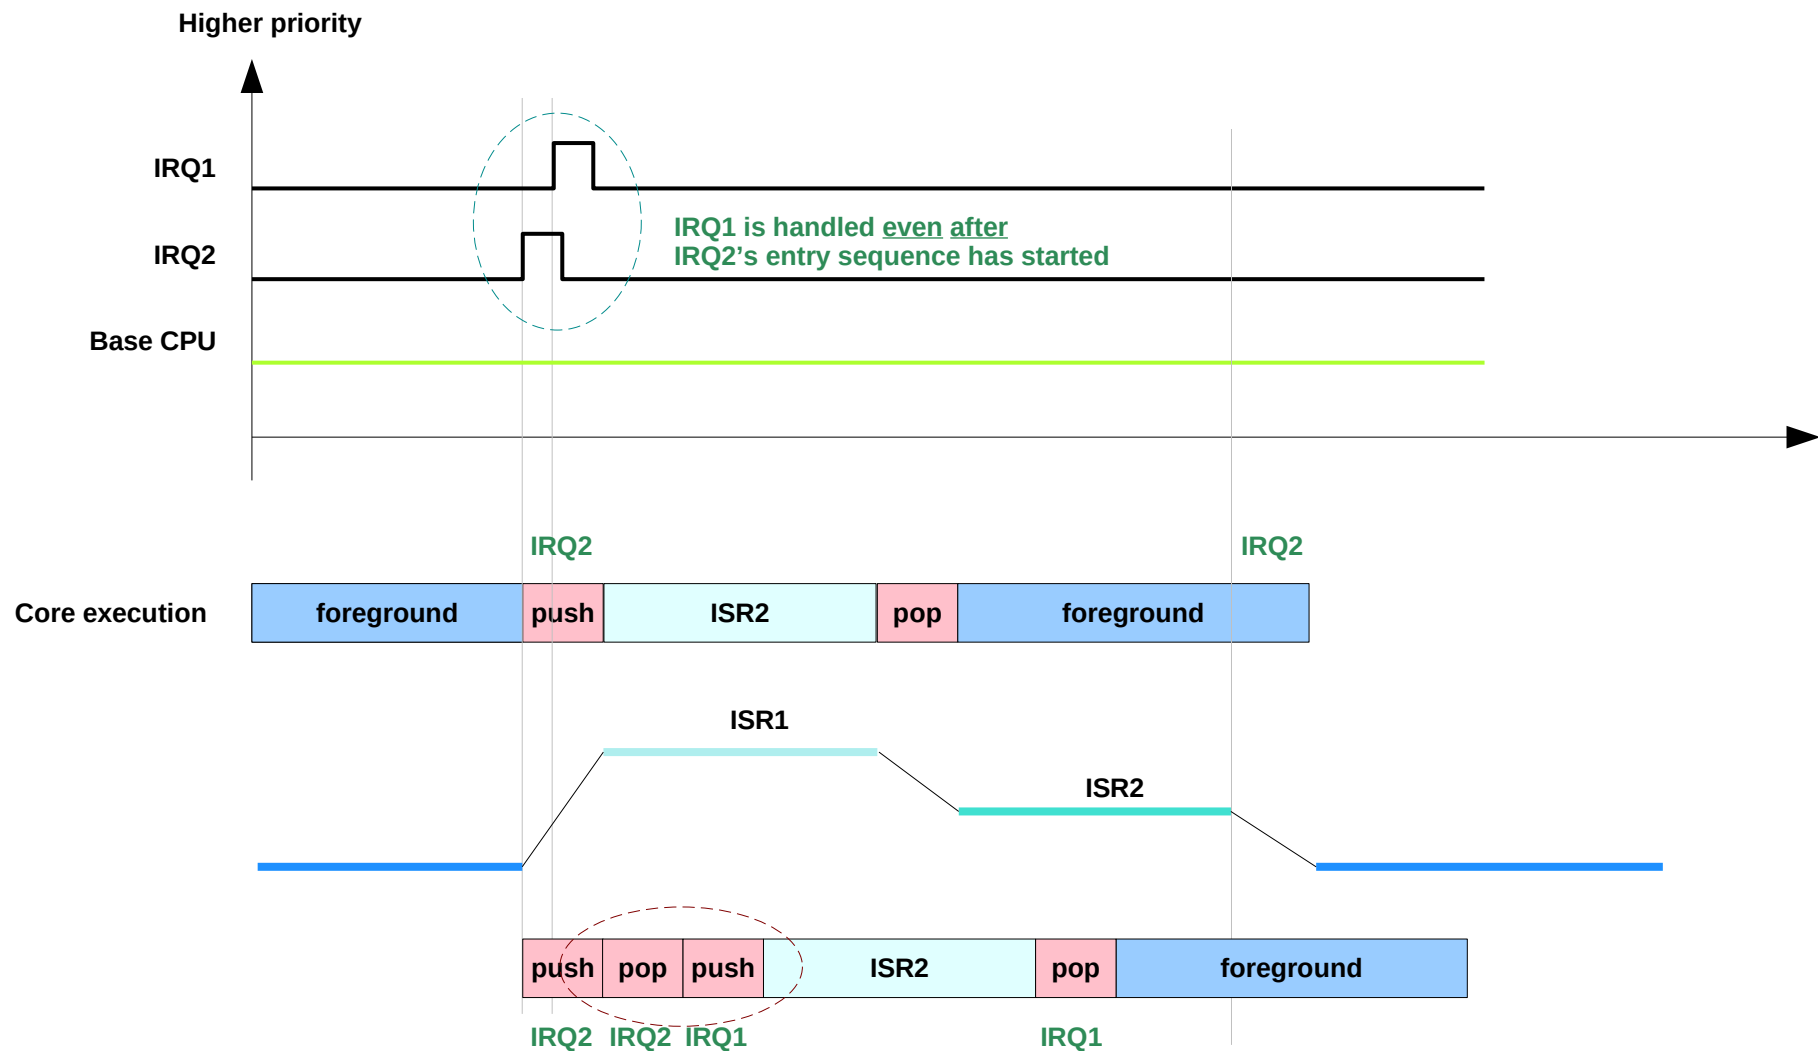 Higher priority
IRQ1
IRQ1 is handled even after
IRQ2
IRQ2’s entry sequence has started
Base CPU
IRQ2 IRQ2
Core execution foreground push ISR2 pop foreground
ISR1
ISR2
push pop push ISR2 pop foreground
IRQ2 IRQ2 IRQ1 IRQ1